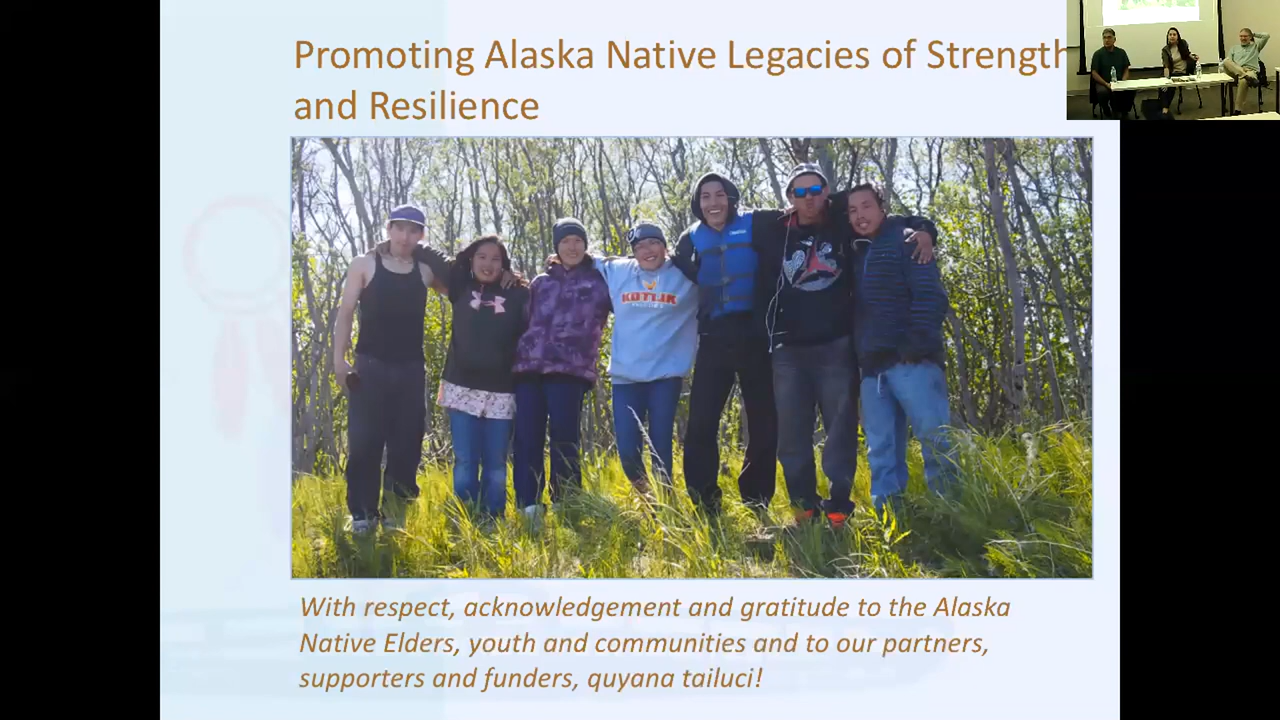 Promoting Alaska Native Legacies of Strength
and Resilience
KOTLIK
With respect, acknowledgement and gratitude to the Alaska
Native Elders, youth and communities and to our partners,
supporters and funders, quyana tailuci!